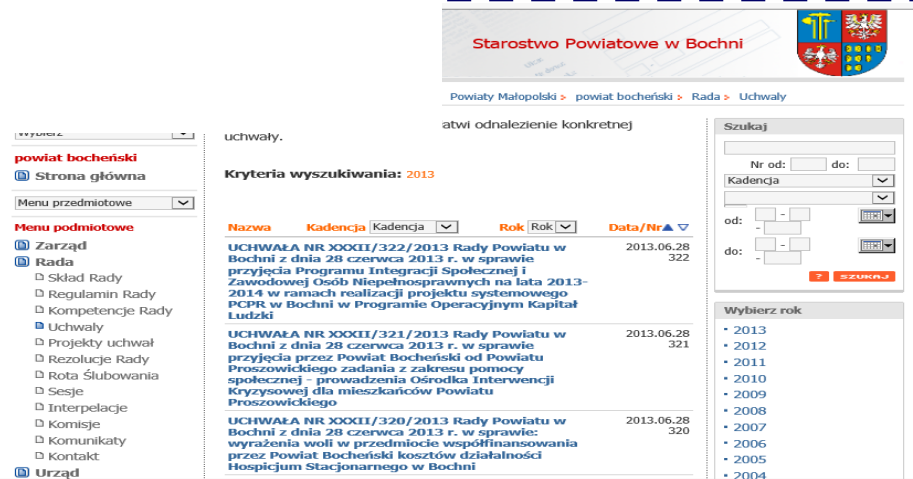 Starostwo Powiatowe w Bochni
Powiaty Małopolski > powiat bocheński > Rada > Uchwały
Wybierz
powiat bocheński
Strona główna
Menu przedmiotowe
Menu podmiotowe
Zarząd
Rada
Skład Rady
Regulamin Rady
Kompetencje Rady
Uchwały
Projekty uchwał
Rezolucje Rady
Rota Ślubowania
Sesje
Interpelacje
Komisje
Komunikaty
Kontakt
Urząd
atwi odnalezienie konkretnej
uchwały.
Kryteria wyszukiwania: 2013
Nazwa Kadencja Kadencja Rok Rok Data/Nr
UCHWAŁA NR XXXII/322/2013 Rady Powiatu w 2013.06.28
Bochni z dnia 28 czerwca 2013 r. w sprawie 322
przyjęcia Programu Integracji Społecznej i
Zawodowej Osób Niepełnosprawnych na lata 2013-
2014 w ramach realizacji projektu systemowego
PCPR w Bochni w Programie Operacyjnym Kapitał
Ludzki
UCHWAŁA NR XXXII/321/2013 Rady Powiatu w 2013.06.28
Bochni z dnia 28 czerwca 2013 r. w sprawie 321
przyjęcia przez Powiat Bocheński od Powiatu
Proszowickiego zadania z zakresu pomocy
społecznej - prowadzenia Ośrodka Interwencji
Kryzysowej dla mieszkańców Powiatu
Proszowickiego
UCHWAŁA NR XXXII/320/2013 Rady Powiatu w 2013.06.28
Bochni z dnia 28 czerwca 2013 r. w sprawie: 320
wyrażenia woli w przedmiocie współfinansowania
przez Powiat Bocheński kosztów działalności
Hospicjum Stacjonarnego w Bochni
Szukaj
Nr od: do:
Kadencja
od: -
-
do: -
-
? SZUKAJ
Wybierz rok
2013
2012
2011
2010
2009
2008
2007
2006
2005
2004